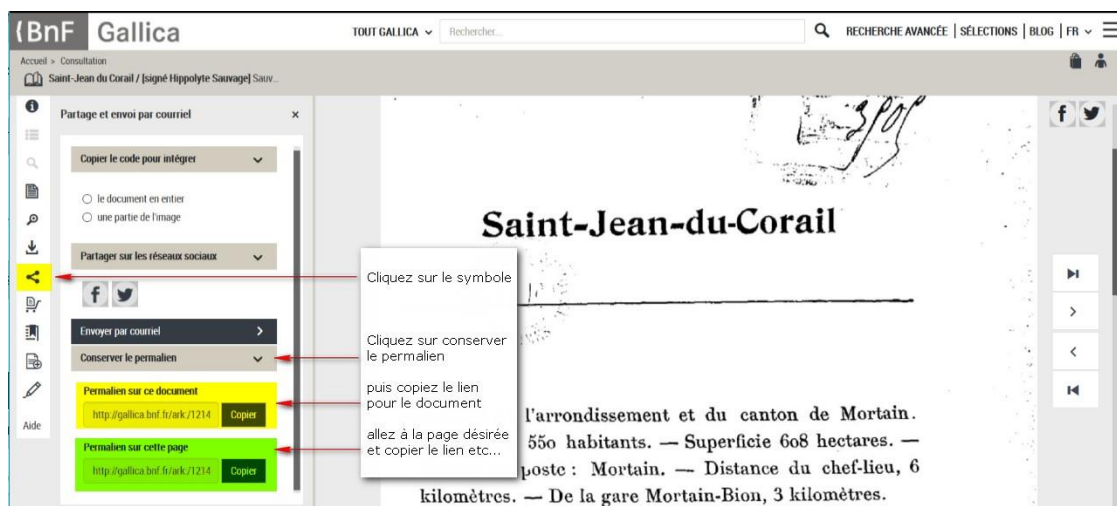 {BnF Gallica
TOUT GALLICA Rechercher... RECHERCHE AVANCÉE | SÉLECTIONS | BLOG | FR
Accueil > Consultation
Saint-Jean du Corail / [signé Hippolyte Sauvage] Sauv...
Partage et envoi par courriel ×
Copier le code pour intégrer
le document en entier
une partie de l'image
Partager sur les réseaux sociaux
Envoyer par courriel
Conserver le permalien
Permalien sur ce document
http://gallica.bnf.fr/ark:/1214 Copier
Permalien sur cette page
http://gallica.bnf.fr/ark:/1214 Copier
Aide
Cliquez sur le symbole
Cliquez sur conserver
le permalien
puis copiez le lien
pour le document
allez à la page désirée
et copier le lien etc...
Saint-Jean-du-Corail
l'arrondissement et du canton de Mortain.
550 habitants. — Superficie 608 hectares. —
poste : Mortain. — Distance du chef-lieu, 6
kilomètres. — De la gare Mortain-Bion, 3 kilomètres.